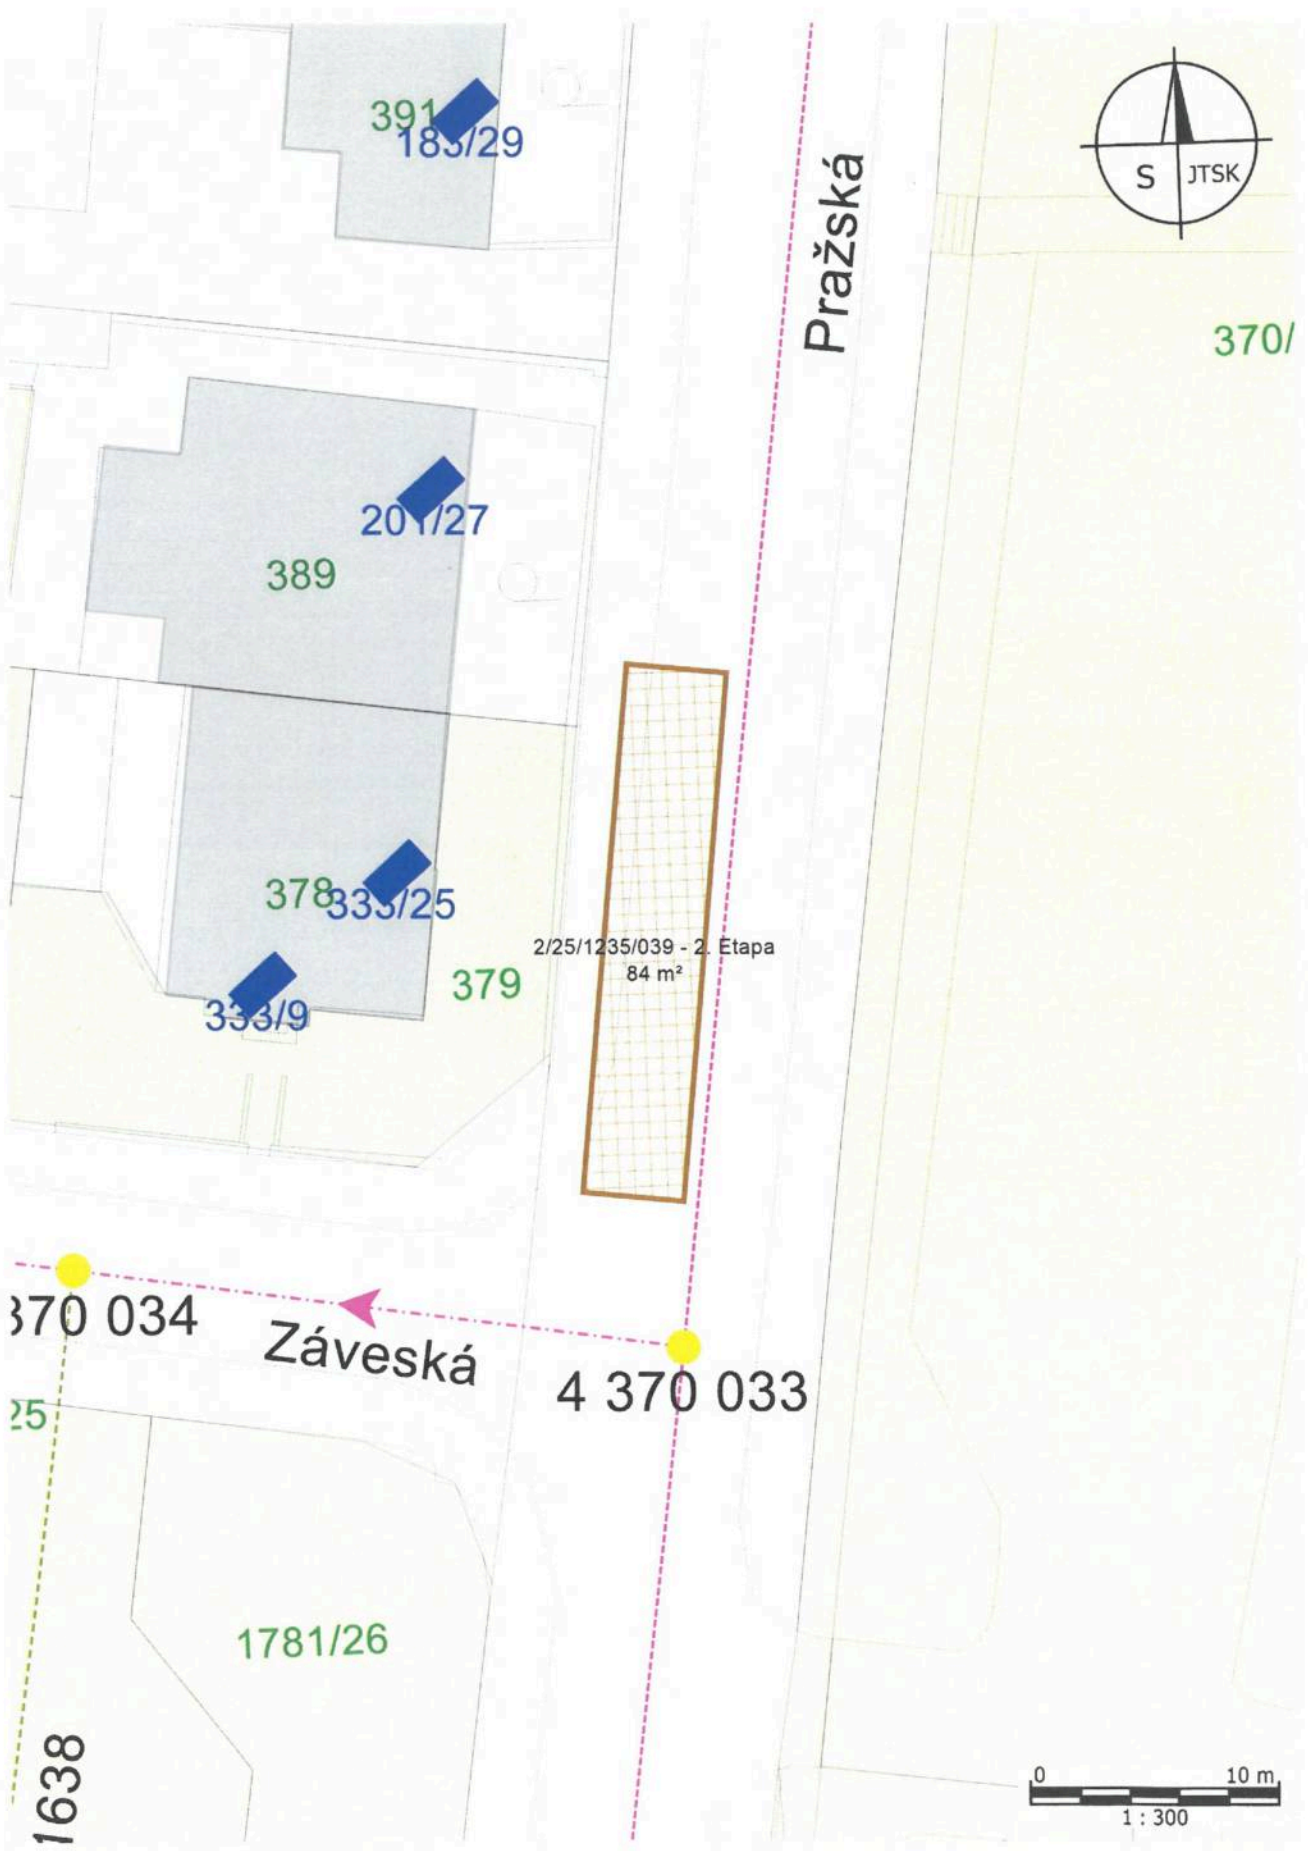 391
183/29
S JTSK
Pražská
370/
201/27
389
378
333/25
2/25/1235/039 - 2. Etapa
84 m²
379
333/9
370 034
Záveská
4 370 033
25
1781/26
1638
0 10 m
1 : 300